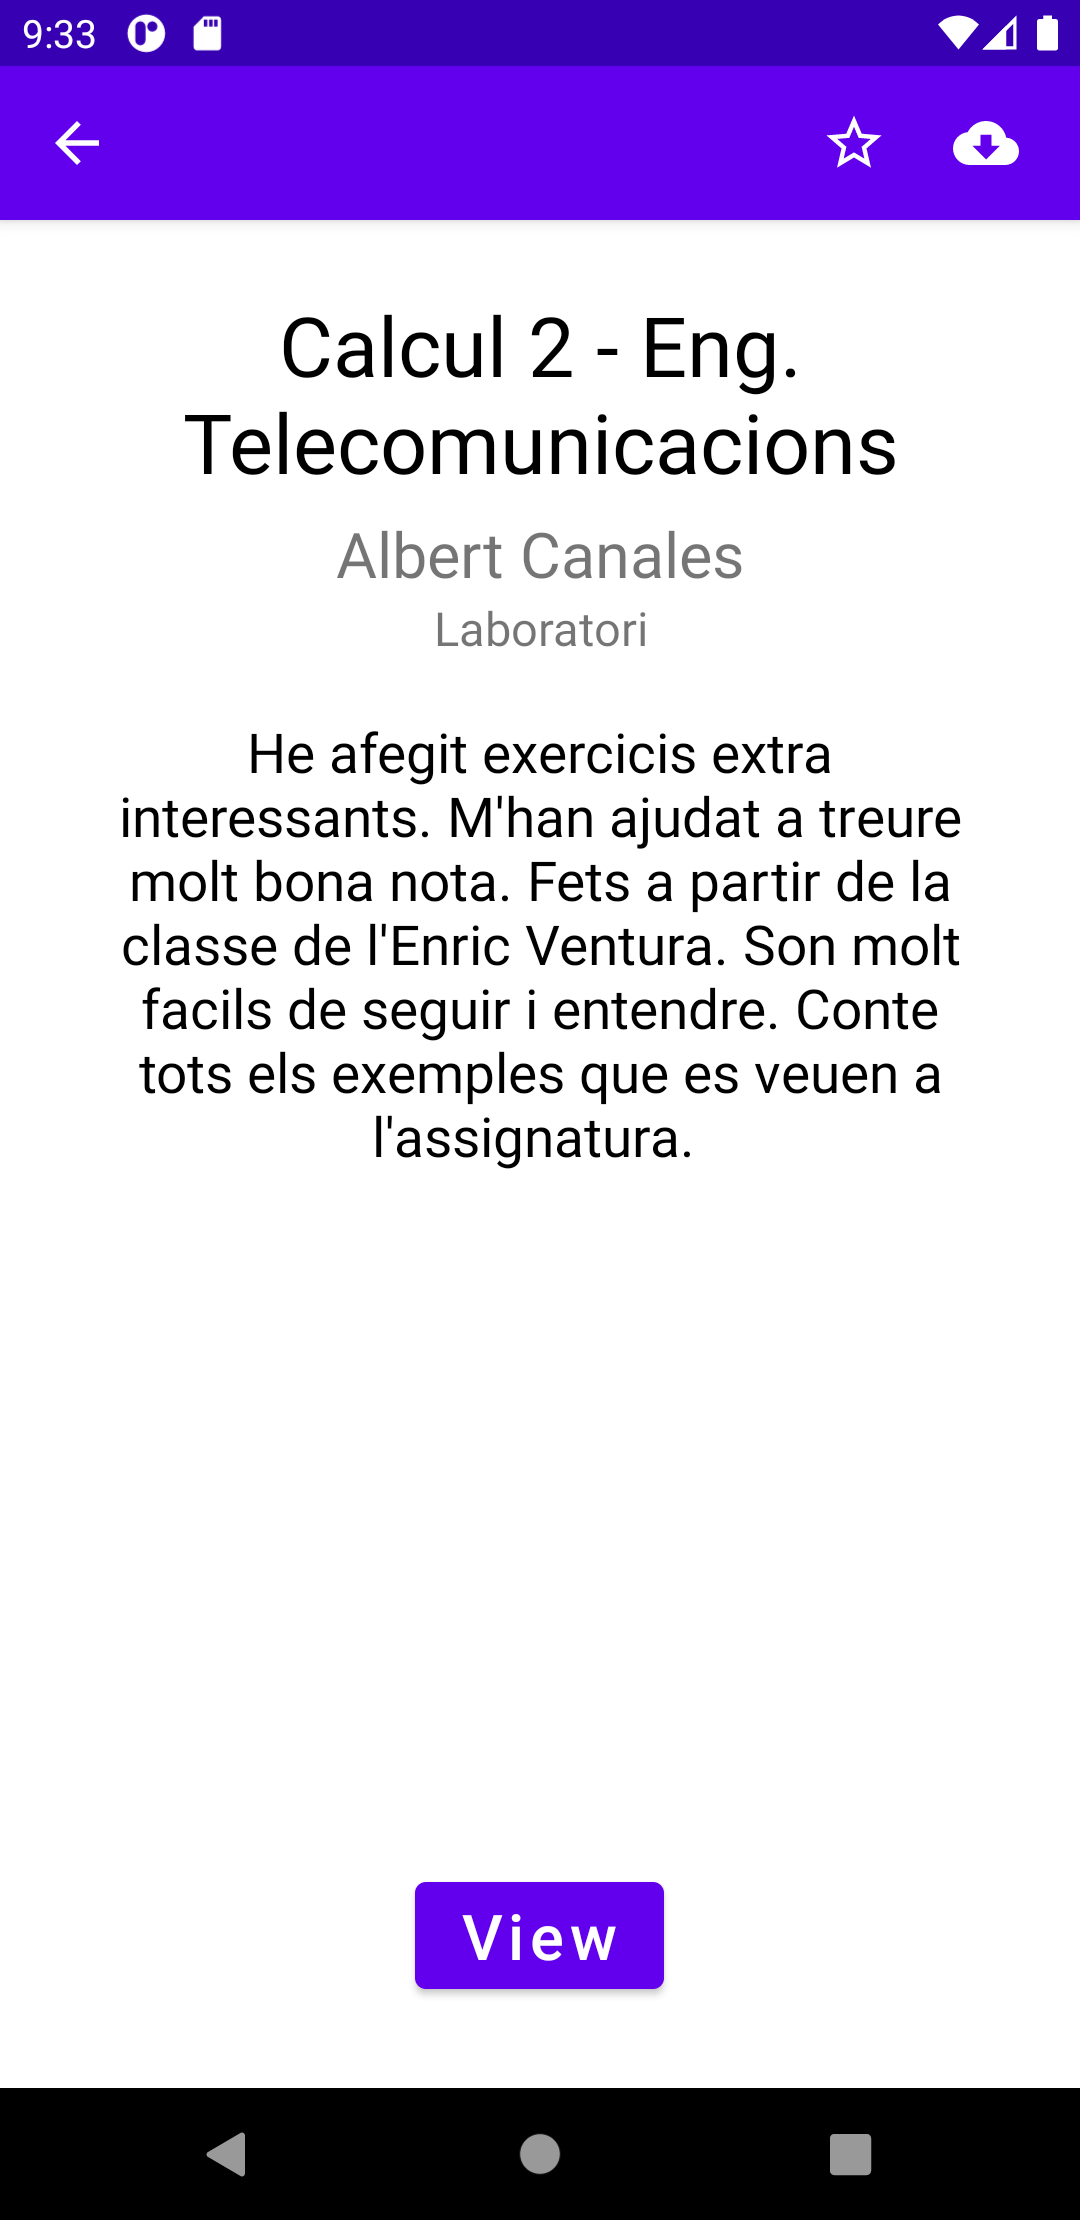 9:33
Calcul 2 - Eng.
Telecomunicacions
Albert Canales
Laboratori
He afegit exercicis extra
interessants. M'han ajudat a treure
molt bona nota. Fets a partir de la
classe de l'Enric Ventura. Son molt
facils de seguir i entendre. Conte
tots els exemples que es veuen a
l'assignatura.
View